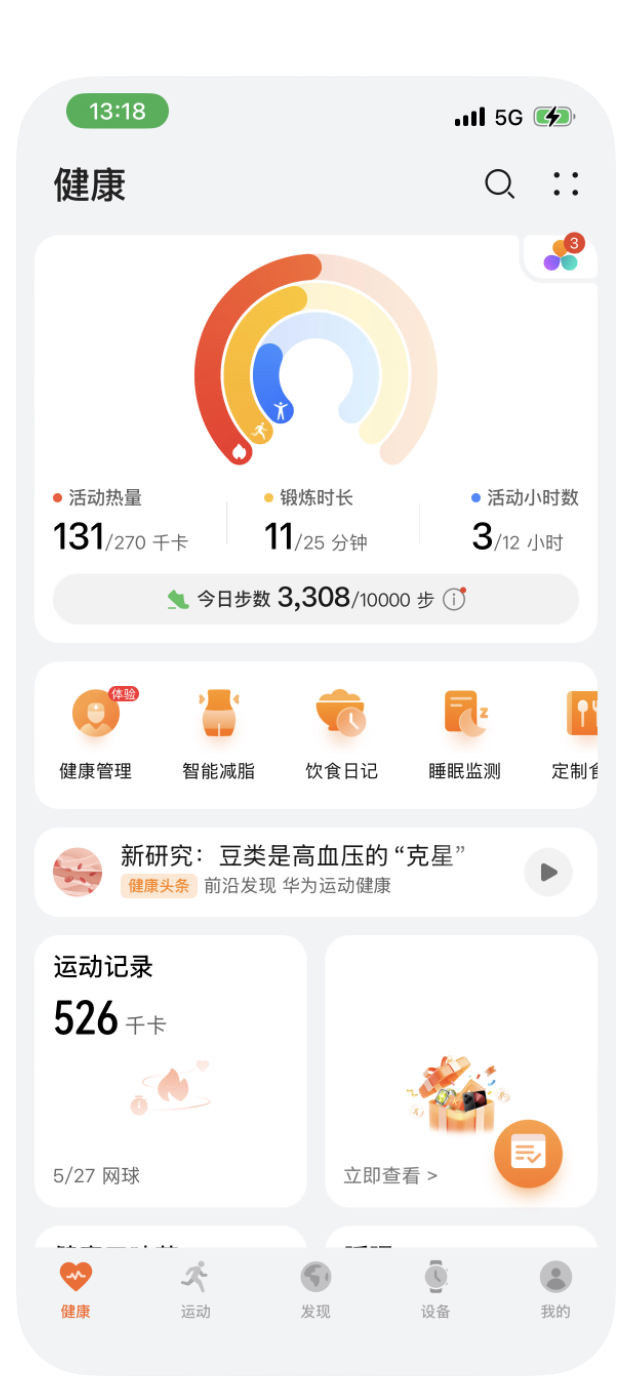 13:18
5G
健康
3
活动热量
锻炼时长
活动小时数
131/270 千卡
11/25 分钟
3/12 小时
今日步数 3,308/10000 步
体验
健康管理
智能减脂
饮食日记
睡眠监测
定制
新研究：豆类是高血压的“克星”
健康头条 前沿发现 华为运动健康
运动记录
526 千卡
5/27 网球
立即查看 >
健康
运动
发现
设备
我的